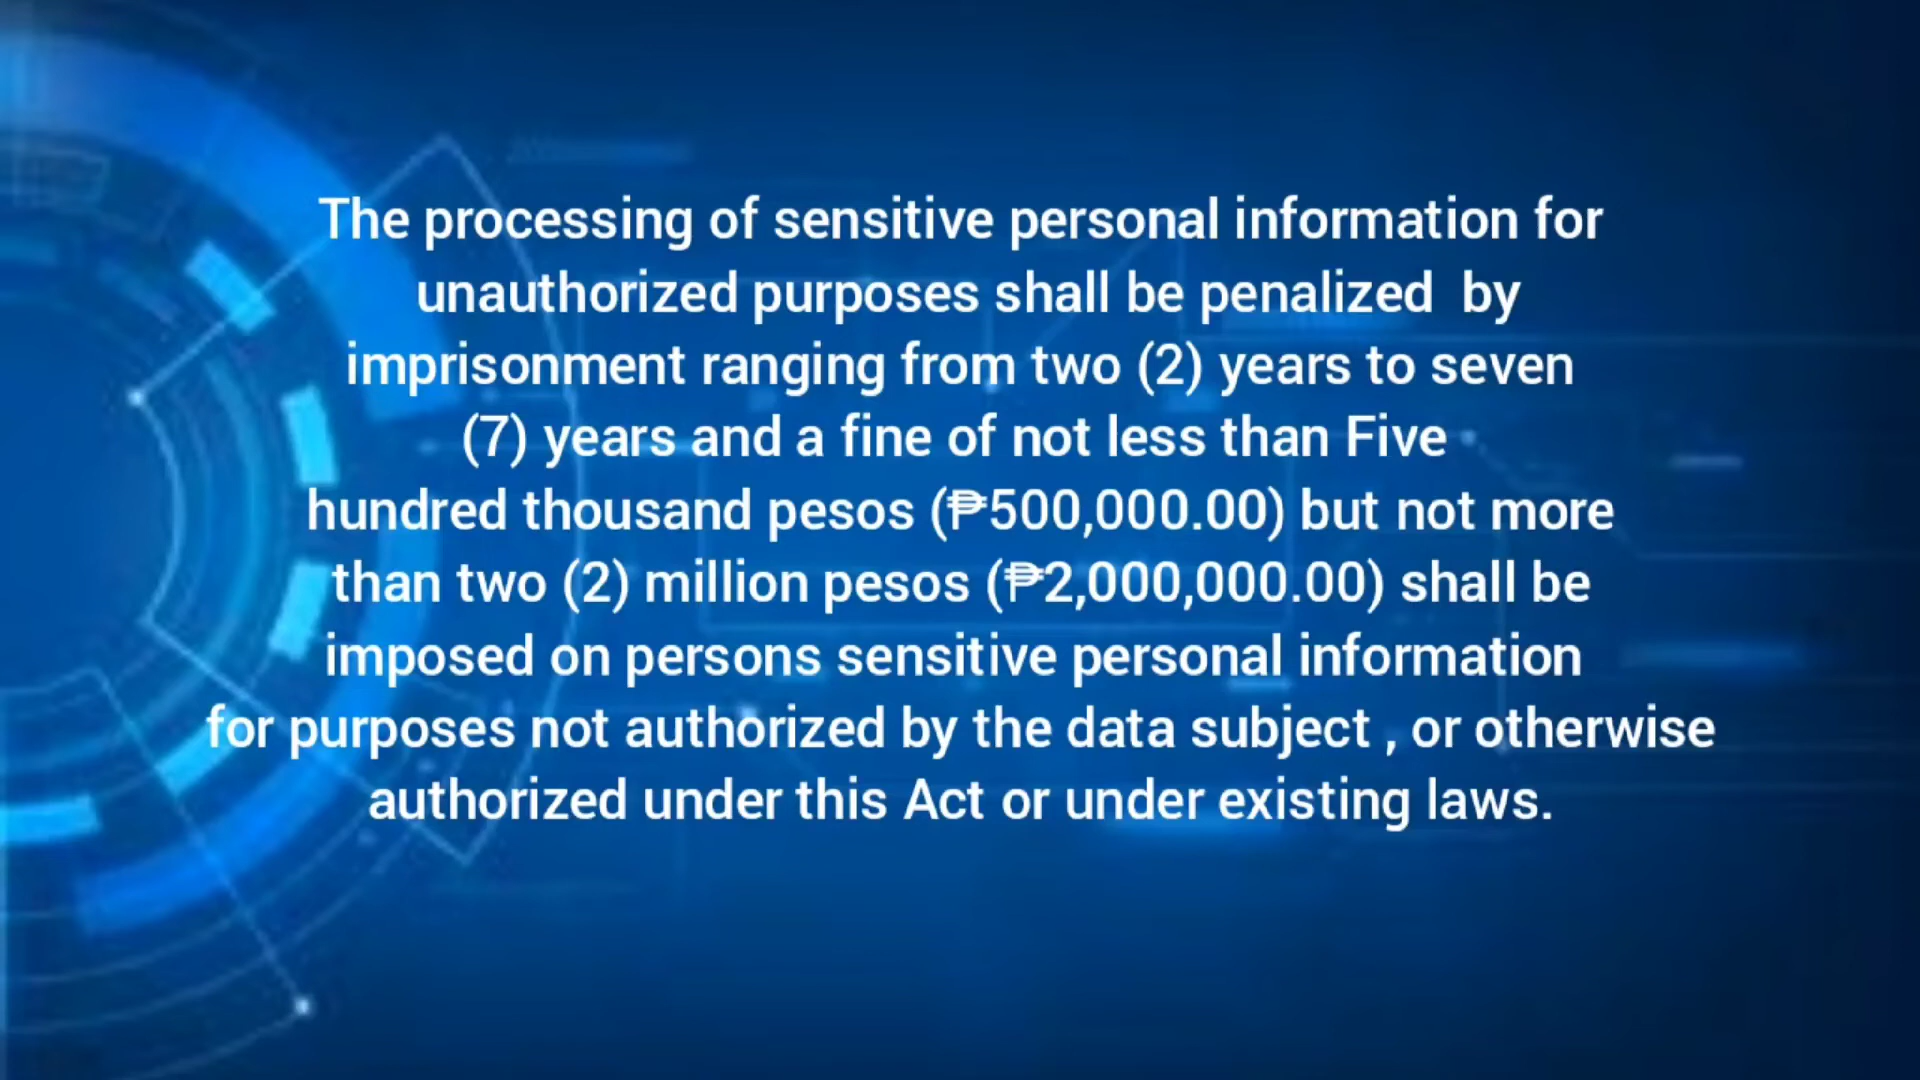 The processing of sensitive personal information for
unauthorized purposes shall be penalized  by
imprisonment ranging from two (2) years to seven
(7) years and a fine of not less than Five
hundred thousand pesos (₱500,000.00) but not more
than two (2) million pesos (₱2,000,000.00) shall be
imposed on persons sensitive personal information
for purposes not authorized by the data subject , or otherwise
authorized under this Act or under existing laws.